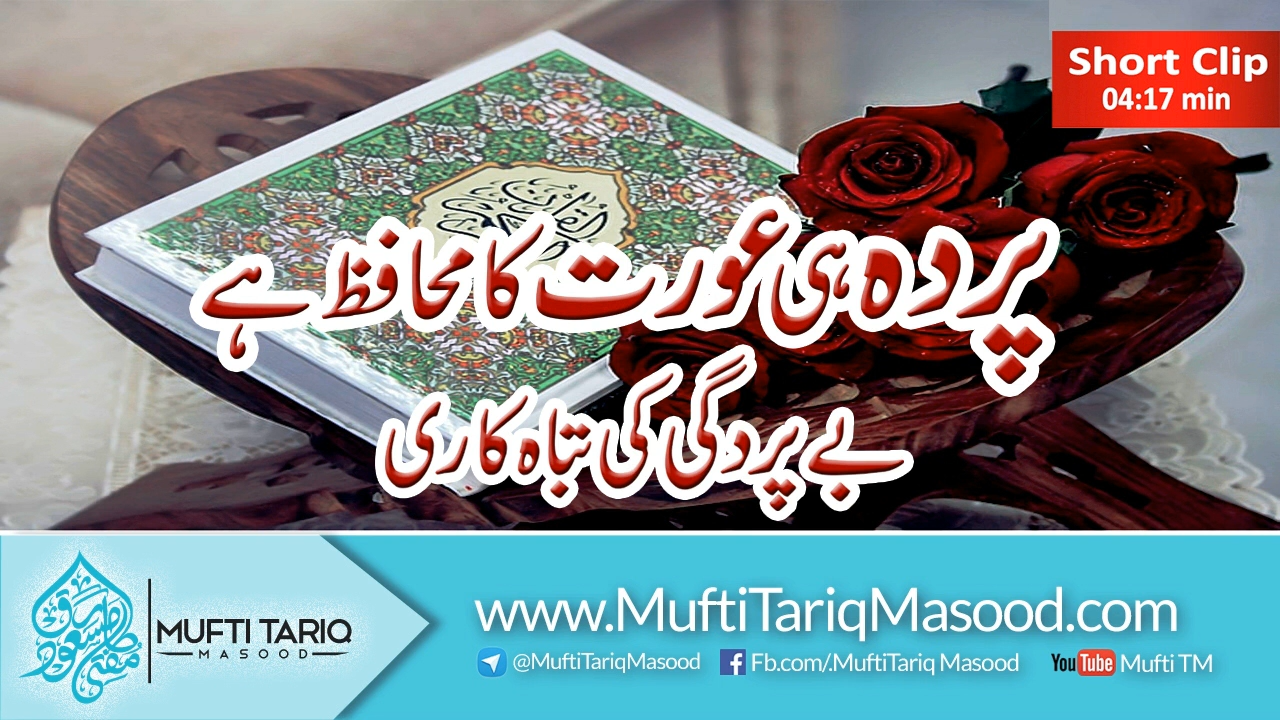 Short Clip
04:17 min
پردہ ہی عورت کا محافظ ہے
بے پردگی کی تباہ کاری
MUFTI TARIQ
MASOOD
www.MuftiTariqMasood.com
@MuftiTariqMasood
Fb.com/.MuftiTariq Masood
YouTube Mufti TM